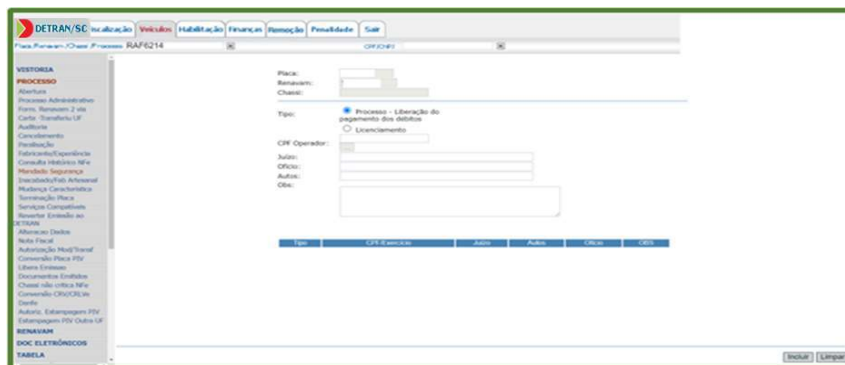 DETRAN/SC iscalização Veículos Habilitação Finanças Remoção Penalidade Sair
Placa/Renavam/Chassi/Processo RAF6214 CPF/CNPJ
VISTORIA
PROCESSO
Abertura
Processo Administrativo
Form. Renavam 2 via
Carta -Transferiu UF
Auditoria
Cancelamento
Paralisação
Fabricante/Experiência
Consulta Histórico NFe
Mandado Segurança
Inacabado/Fab Artesanal
Mudança Característica
Terminação Placa
Serviços Compatíveis
Reverter Emissão ao
DETRAN
Alteracao Dados
Nota Fiscal
Autorização Mod/Transf
Conversão Placa PIV
Libera Emissao
Documentos Emitidos
Chassi não critica NFe
Conversão CRV/CRLVe
Danfe
Autoriz. Estampagem PIV
Estampagem PIV Outra UF
RENAVAM
DOC ELETRÔNICOS
TABELA
Placa:
Renavam:
Chassi:
Tipo: Processo - Liberação do
pagamento dos debitos
Licenciamento
CPF Operador:
...
Juízo:
Ofício:
Autos:
Obs:
Tipo CPF/Exercício Juízo Autos Ofício OBS
Incluir Limpar